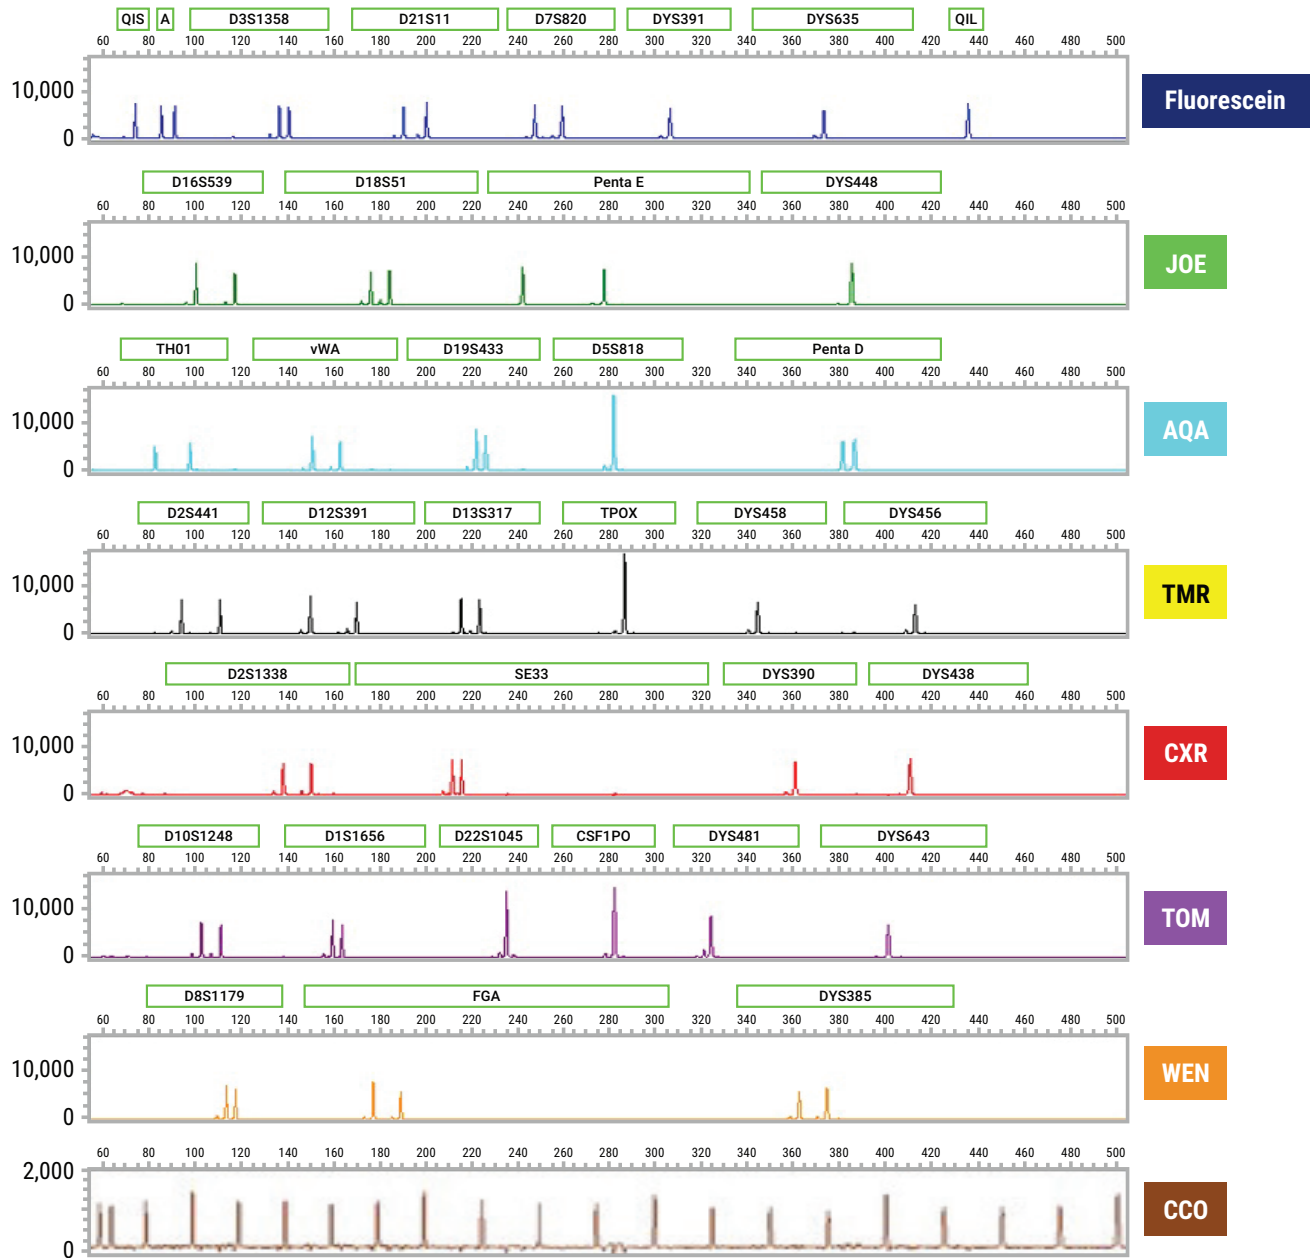 QIS A D3S1358 D21S11 D7S820 DYS391 DYS635 QIL
60 80 100 120 140 160 180 200 220 240 260 280 300 320 340 360 380 400 420 440 460 480 500
10,000
0
Fluorescein
D16S539 D18S51 Penta E DYS448
60 80 100 120 140 160 180 200 220 240 260 280 300 320 340 360 380 400 420 440 460 480 500
10,000
0
JOE
TH01 vWA D19S433 D5S818 Penta D
60 80 100 120 140 160 180 200 220 240 260 280 300 320 340 360 380 400 420 440 460 480 500
10,000
0
AQA
D2S441 D12S391 D13S317 TPOX DYS458 DYS456
60 80 100 120 140 160 180 200 220 240 260 280 300 320 340 360 380 400 420 440 460 480 500
10,000
0
TMR
D2S1338 SE33 DYS390 DYS438
60 80 100 120 140 160 180 200 220 240 260 280 300 320 340 360 380 400 420 440 460 480 500
10,000
0
CXR
D10S1248 D1S1656 D22S1045 CSF1PO DYS481 DYS643
60 80 100 120 140 160 180 200 220 240 260 280 300 320 340 360 380 400 420 440 460 480 500
10,000
0
TOM
D8S1179 FGA DYS385
60 80 100 120 140 160 180 200 220 240 260 280 300 320 340 360 380 400 420 440 460 480 500
10,000
0
WEN
60 80 100 120 140 160 180 200 220 240 260 280 300 320 340 360 380 400 420 440 460 480 500
2,000
0
CCO